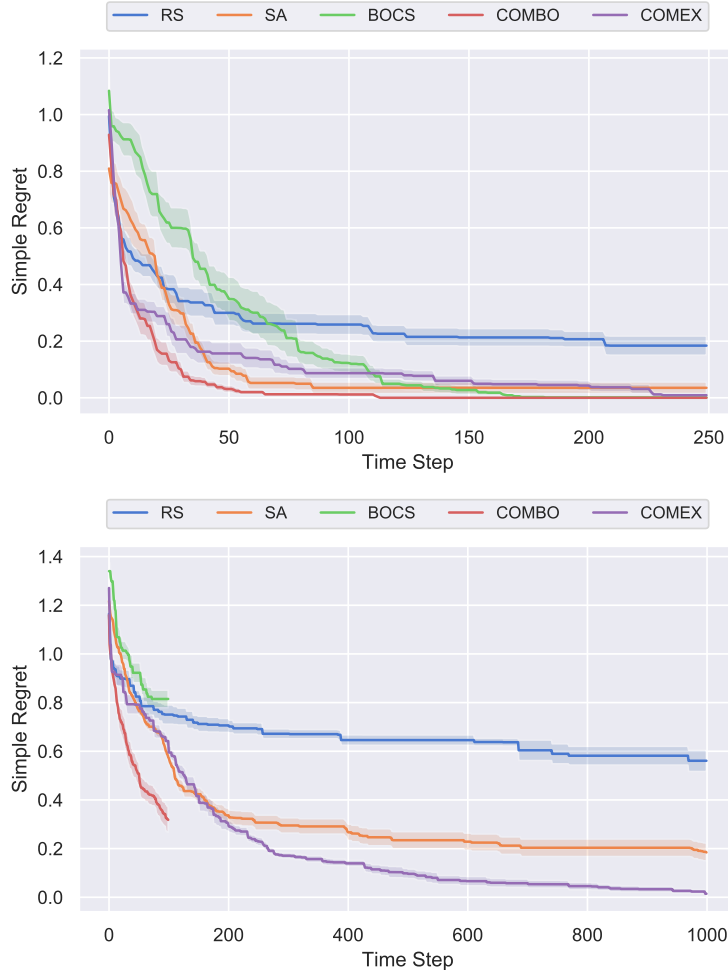 RS SA BOCS COMBO COMEX
1.2
1.0
0.8
0.6
0.4
0.2
0.0
Simple Regret
0 50 100 150 200 250
Time Step
RS SA BOCS COMBO COMEX
1.4
1.2
1.0
0.8
0.6
0.4
0.2
0.0
Simple Regret
0 200 400 600 800 1000
Time Step